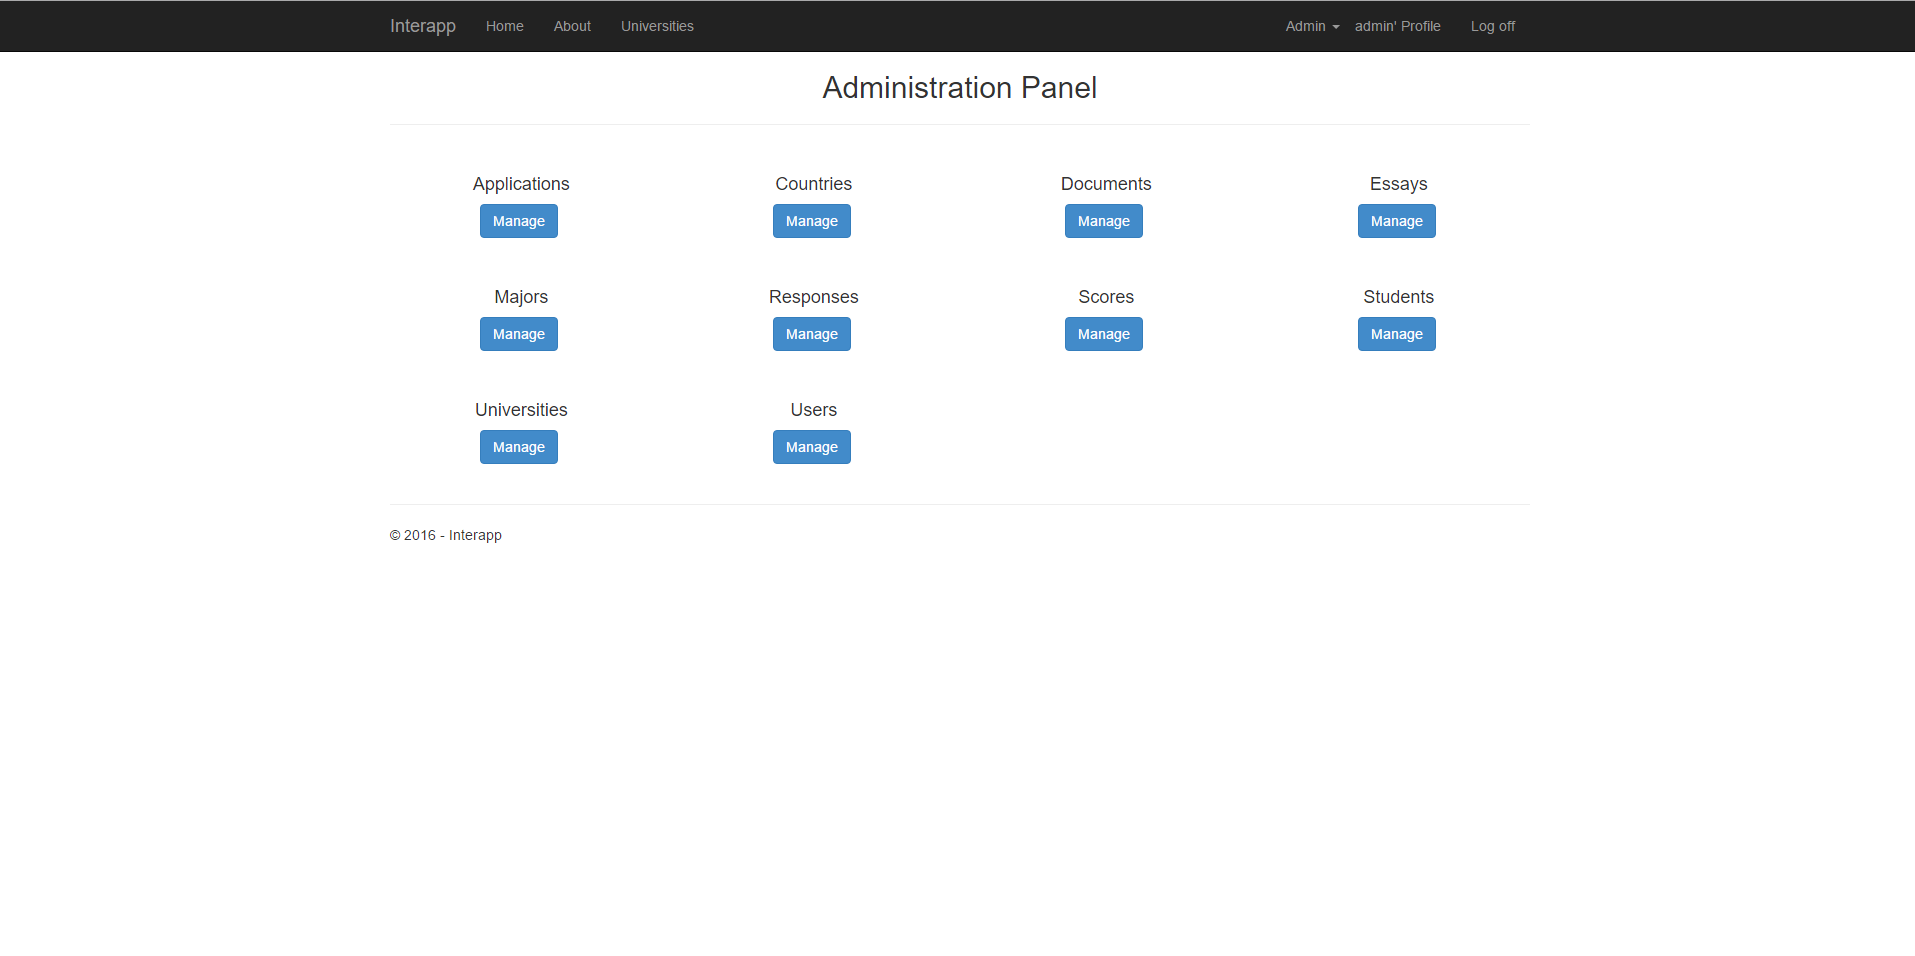 Interapp Home About Universities Admin admin' Profile Log off
Administration Panel
Applications Countries Documents Essays
Manage Manage Manage Manage
Majors Responses Scores Students
Manage Manage Manage Manage
Universities Users
Manage Manage
© 2016 - Interapp